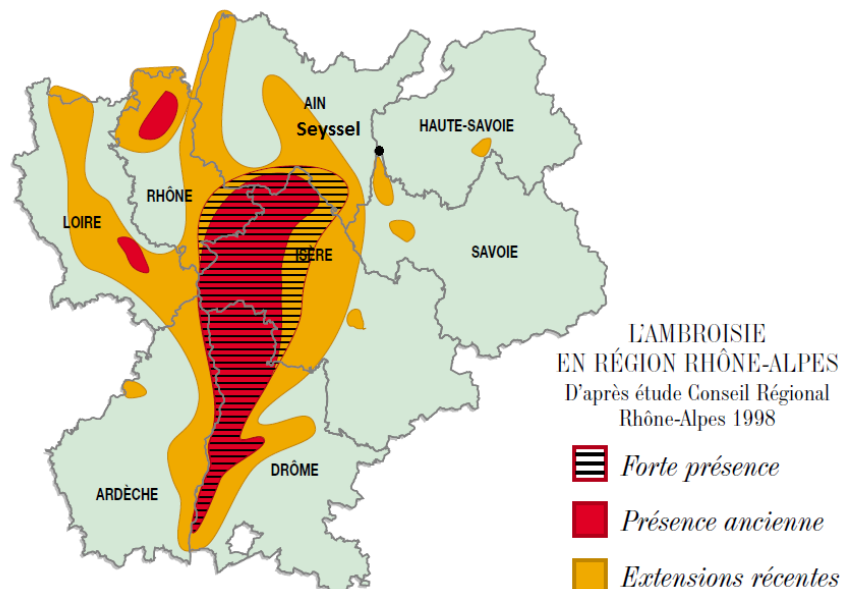 AIN
Seyssel
HAUTE-SAVOIE
RHÔNE
LOIRE
ISÈRE
SAVOIE
ARDÈCHE
DRÔME
L'AMBROISIE
EN RÉGION RHÔNE-ALPES
D'après étude Conseil Régional
Rhône-Alpes 1998
Forte présence
Présence ancienne
Extensions récentes